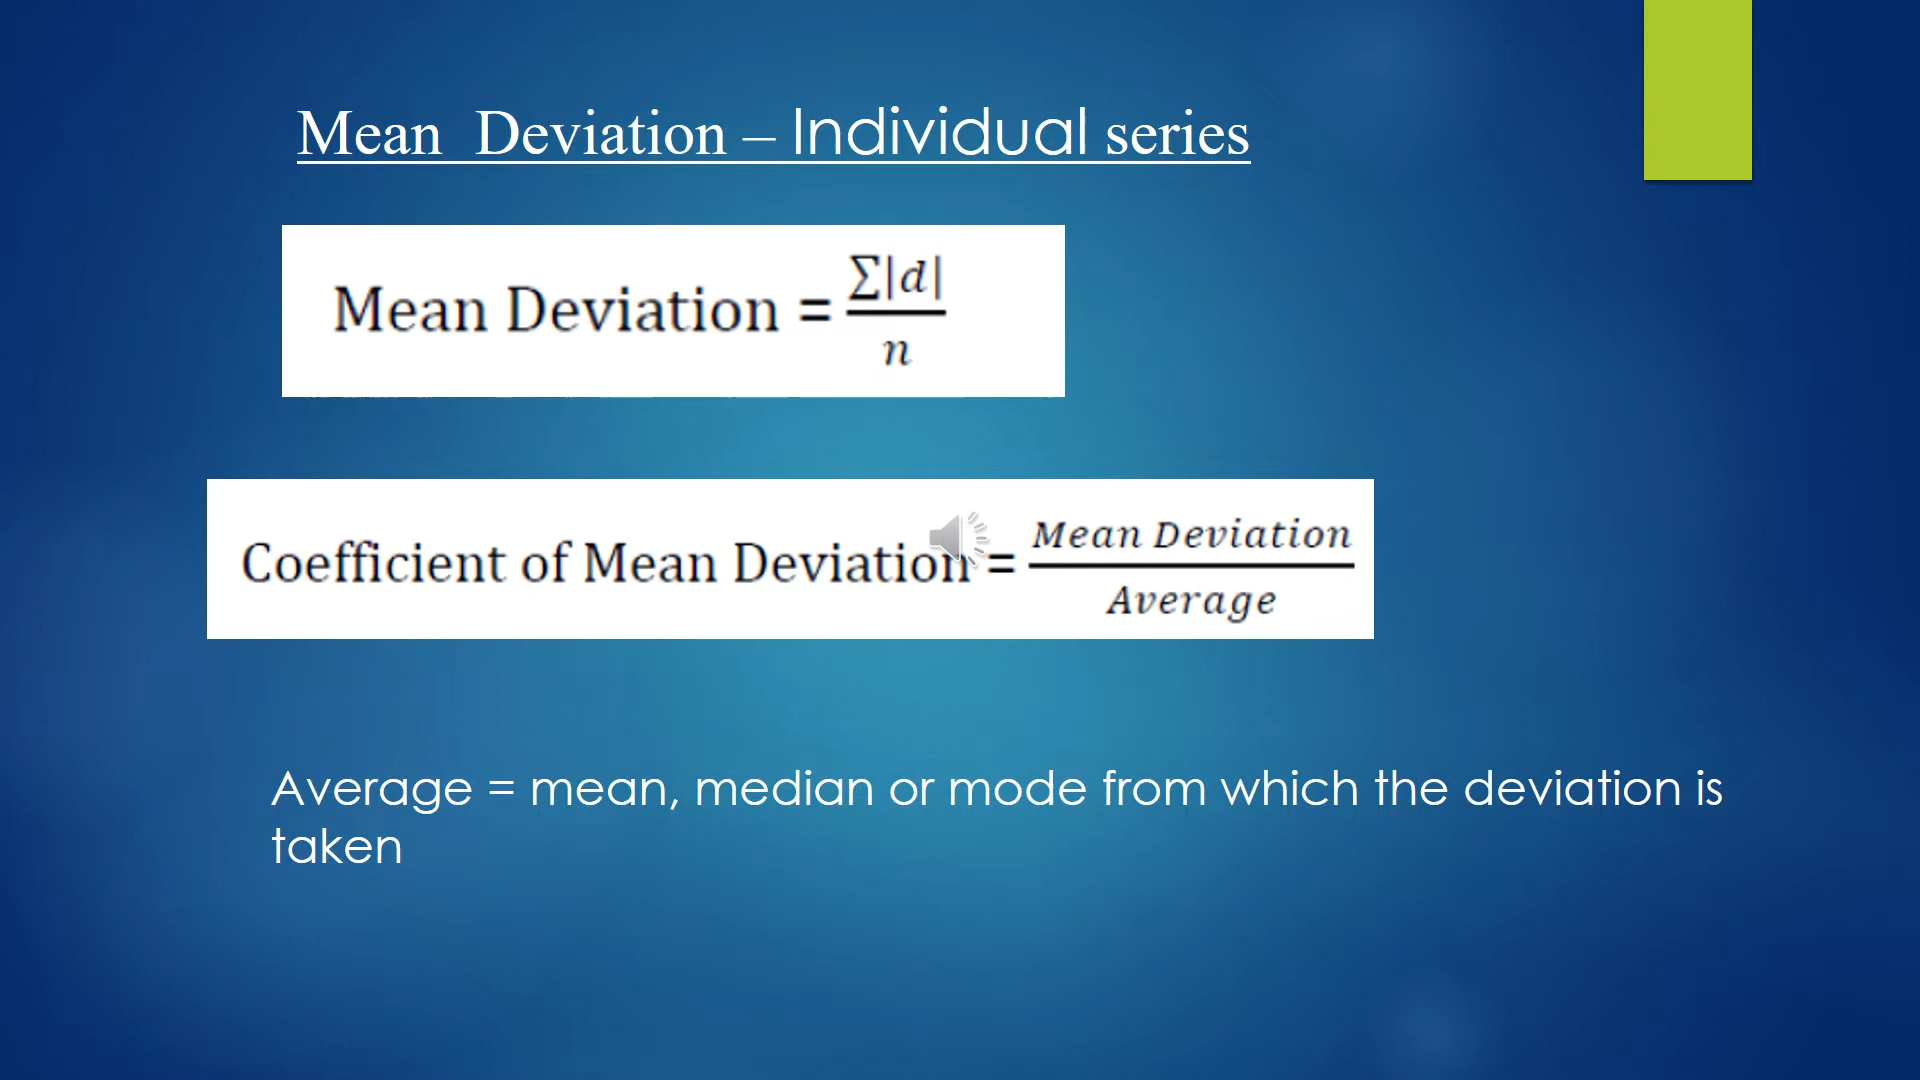 Mean  Deviation – Individual series
Mean Deviation = ∑|d| / n
Coefficient of Mean Deviation = Mean Deviation / Average
Average = mean, median or mode from which the deviation is
taken